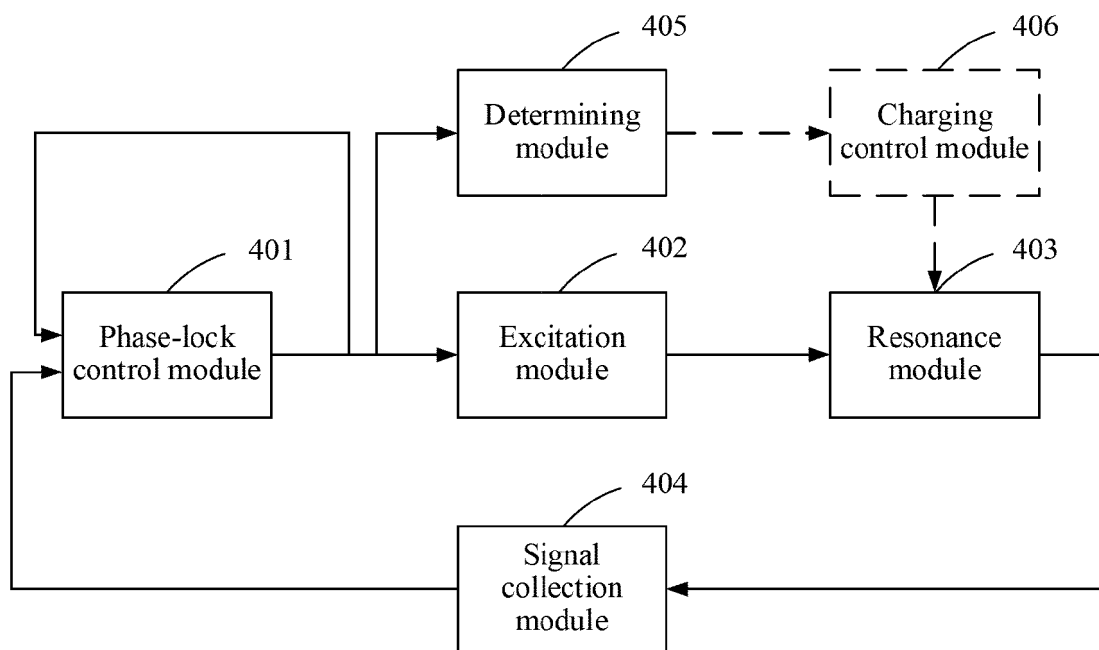 405
406
Determining
module
Charging
control module
401
402
403
Phase-lock
control module
Excitation
module
Resonance
module
404
Signal
collection
module